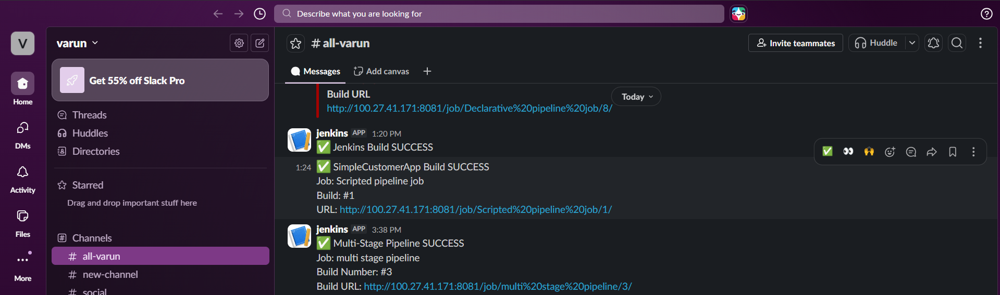 Describe what you are looking for
V
varun
Get 55% off Slack Pro
Home
Threads
Huddles
DMs
Directories
Starred
Activity
Drag and drop important stuff here
Files
Channels
# all-varun
# new-channel
More
# social
# all-varun
Invite teammates
Huddle
Messages
Add canvas
Build URL
Today
http://100.27.41.171:8081/job/Declarative%20pipeline%20job/8/
jenkins APP 1:20 PM
✅ Jenkins Build SUCCESS
1:24 ✅ SimpleCustomerApp Build SUCCESS
Job: Scripted pipeline job
Build: #1
URL: http://100.27.41.171:8081/job/Scripted%20pipeline%20job/1/
jenkins APP 3:38 PM
✅ Multi-Stage Pipeline SUCCESS
Job: multi stage pipeline
Build Number: #3
Build URL: http://100.27.41.171:8081/job/multi%20stage%20pipeline/3/